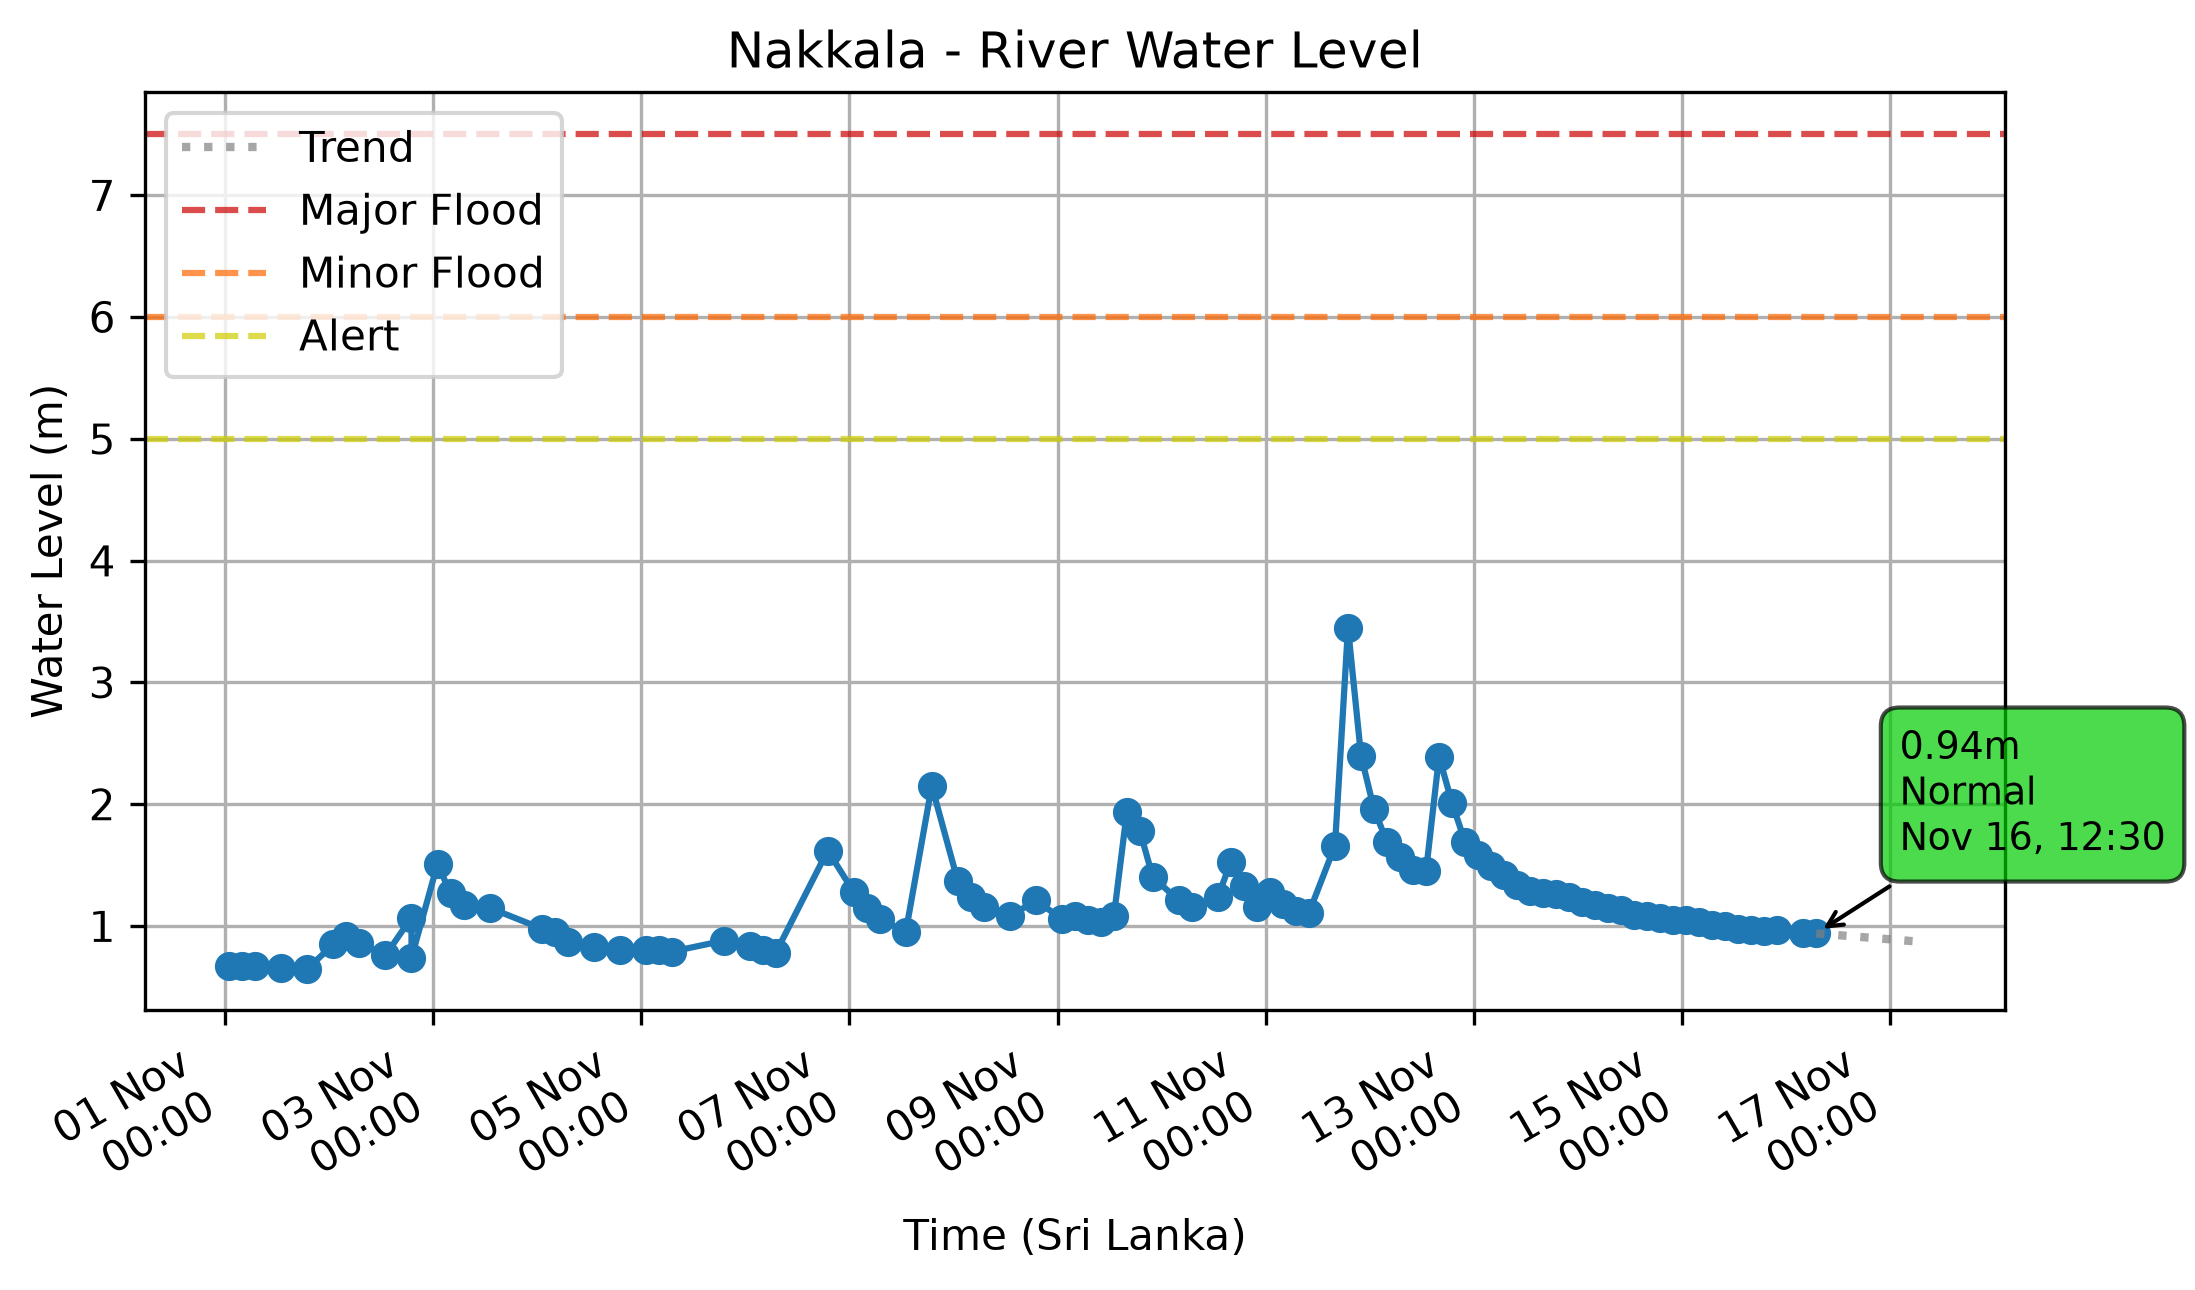 Nakkala - River Water Level
Trend
Major Flood
Minor Flood
Alert
7
6
5
4
3
2
1
Water Level (m)
0.94m
Normal
Nov 16, 12:30
01 Nov
00:00
03 Nov
00:00
05 Nov
00:00
07 Nov
00:00
09 Nov
00:00
11 Nov
00:00
13 Nov
00:00
15 Nov
00:00
17 Nov
00:00
Time (Sri Lanka)